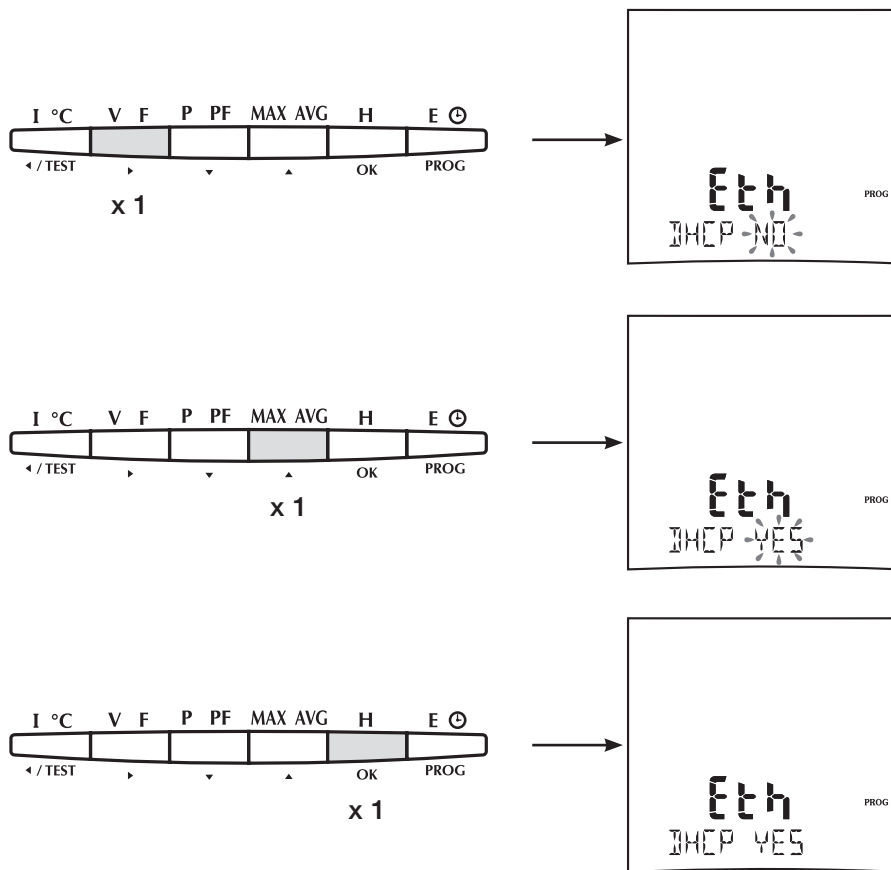 I °C V F P PF MAX AVG H E
/ TEST OK PROG
x 1
Eth
PROG
DHCP NO
I °C V F P PF MAX AVG H E
/ TEST OK PROG
x 1
Eth
PROG
DHCP YES
I °C V F P PF MAX AVG H E
/ TEST OK PROG
x 1
Eth
PROG
DHCP YES